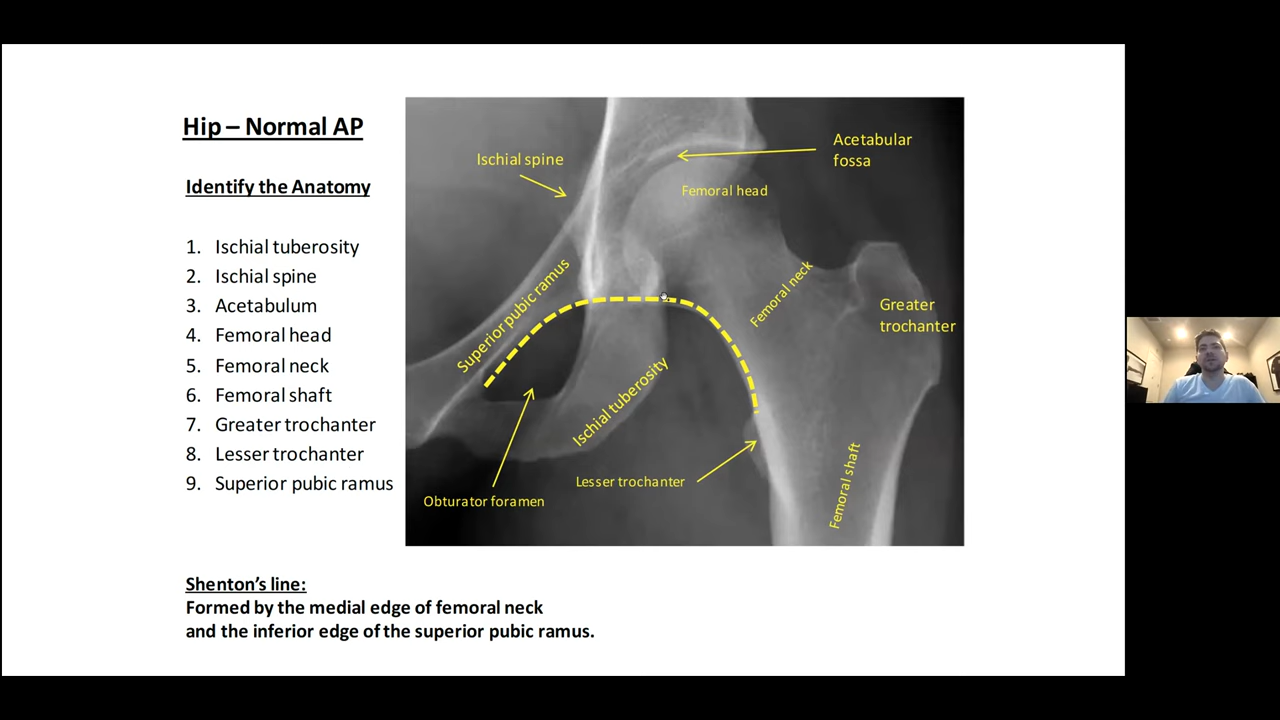 Hip – Normal AP
Identify the Anatomy
1. Ischial tuberosity
2. Ischial spine
3. Acetabulum
4. Femoral head
5. Femoral neck
6. Femoral shaft
7. Greater trochanter
8. Lesser trochanter
9. Superior pubic ramus
Shenton's line:
Formed by the medial edge of femoral neck
and the inferior edge of the superior pubic ramus.
Ischial spine
Acetabular
fossa
Femoral head
Superior pubic ramus
Femoral neck
Greater
trochanter
Ischial tuberosity
Lesser trochanter
Obturator foramen
Femoral shaft